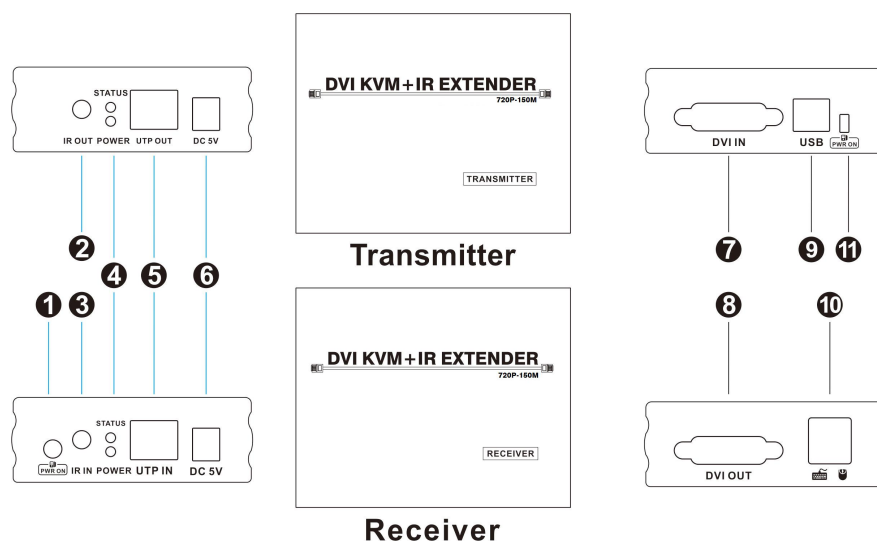 STATUS
IR OUT POWER UTP OUT DC 5V
DVI KVM+IR EXTENDER
720P-150M
TRANSMITTER
Transmitter
DVI IN USB PWR ON
2
4 5 6
7 9 11
1 3
8 10
STATUS
PWR ON IR IN POWER UTP IN DC 5V
DVI KVM+IR EXTENDER
720P-150M
RECEIVER
Receiver
DVI OUT